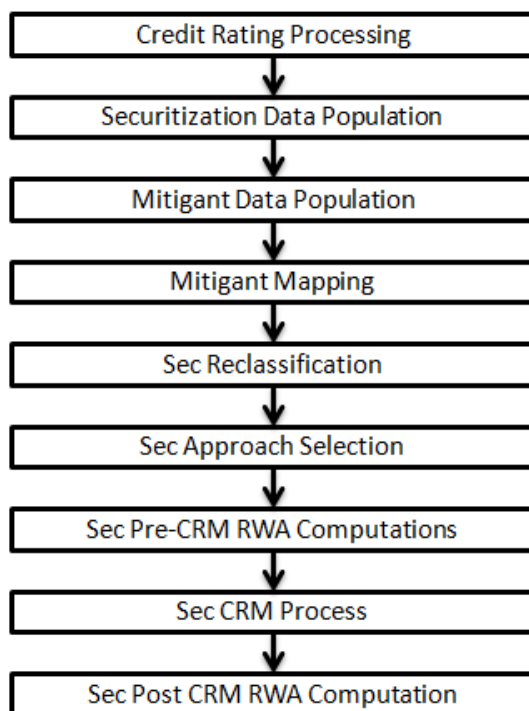 Credit Rating Processing
Securitization Data Population
Mitigant Data Population
Mitigant Mapping
Sec Reclassification
Sec Approach Selection
Sec Pre-CRM RWA Computations
Sec CRM Process
Sec Post CRM RWA Computation